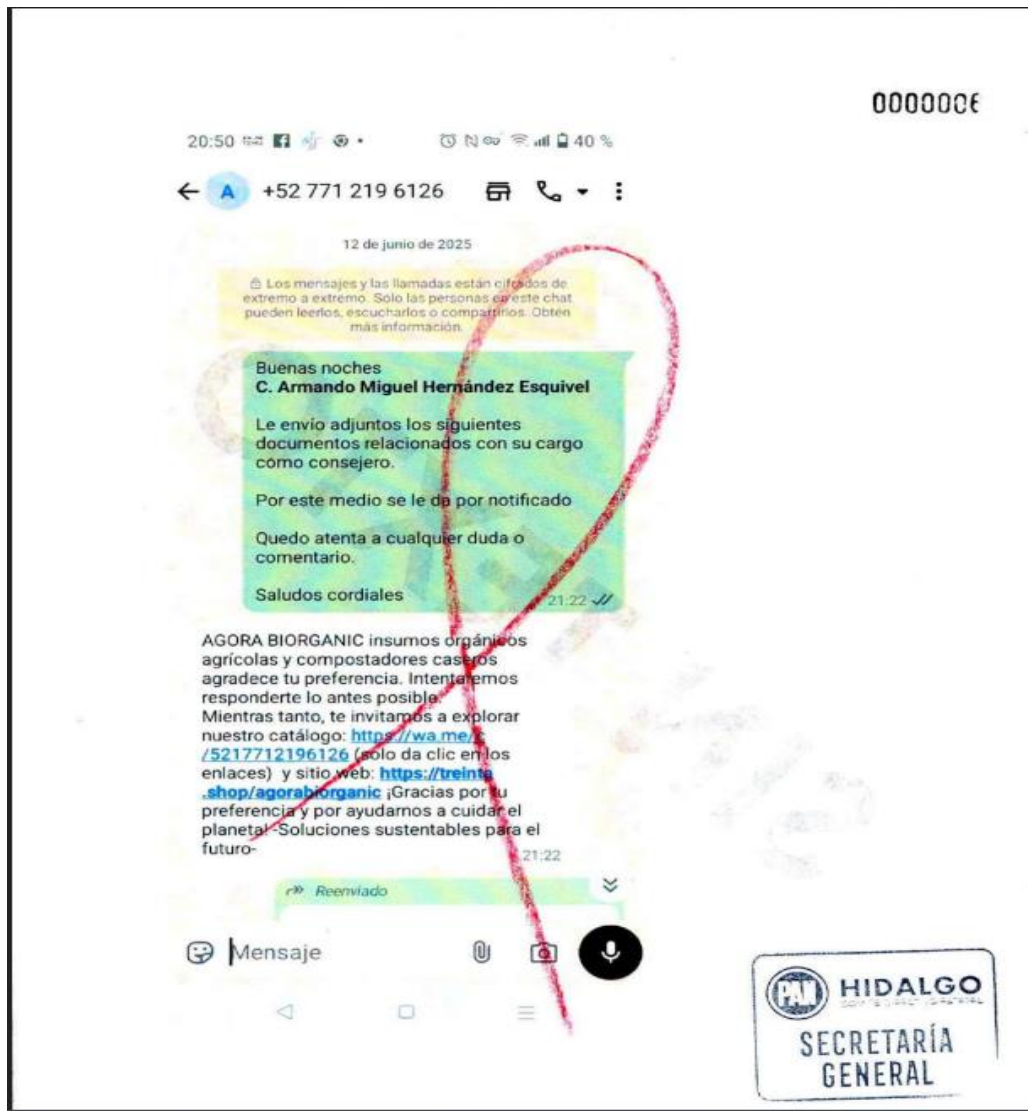 20:50
40 %
A +52 771 219 6126
12 de junio de 2025
Los mensajes y las llamadas están cifrados de
extremo a extremo. Solo las personas en este chat
pueden leerlos, escucharlos o compartirlos. Obtén
más información.
Buenas noches
C. Armando Miguel Hernández Esquivel
Le envío adjuntos los siguientes
documentos relacionados con su cargo
como consejero.
Por este medio se le da por notificado
Quedo atenta a cualquier duda o
comentario.
Saludos cordiales
21:22
AGORA BIORGANIC insumos orgánicos
agrícolas y compostadores caseros
agradece tu preferencia. Intentaremos
responderte lo antes posible.
Mientras tanto, te invitamos a explorar
nuestro catálogo: https://wa.me/c
/5217712196126 (solo da clic en los
enlaces) y sitio web: https://treinta
.shop/agorabiorganic ¡Gracias por tu
preferencia y por ayudarnos a cuidar el
planeta! -Soluciones sustentables para el
futuro-
21:22
Reenviado
Mensaje
PAN HIDALGO
SECRETARÍA
GENERAL